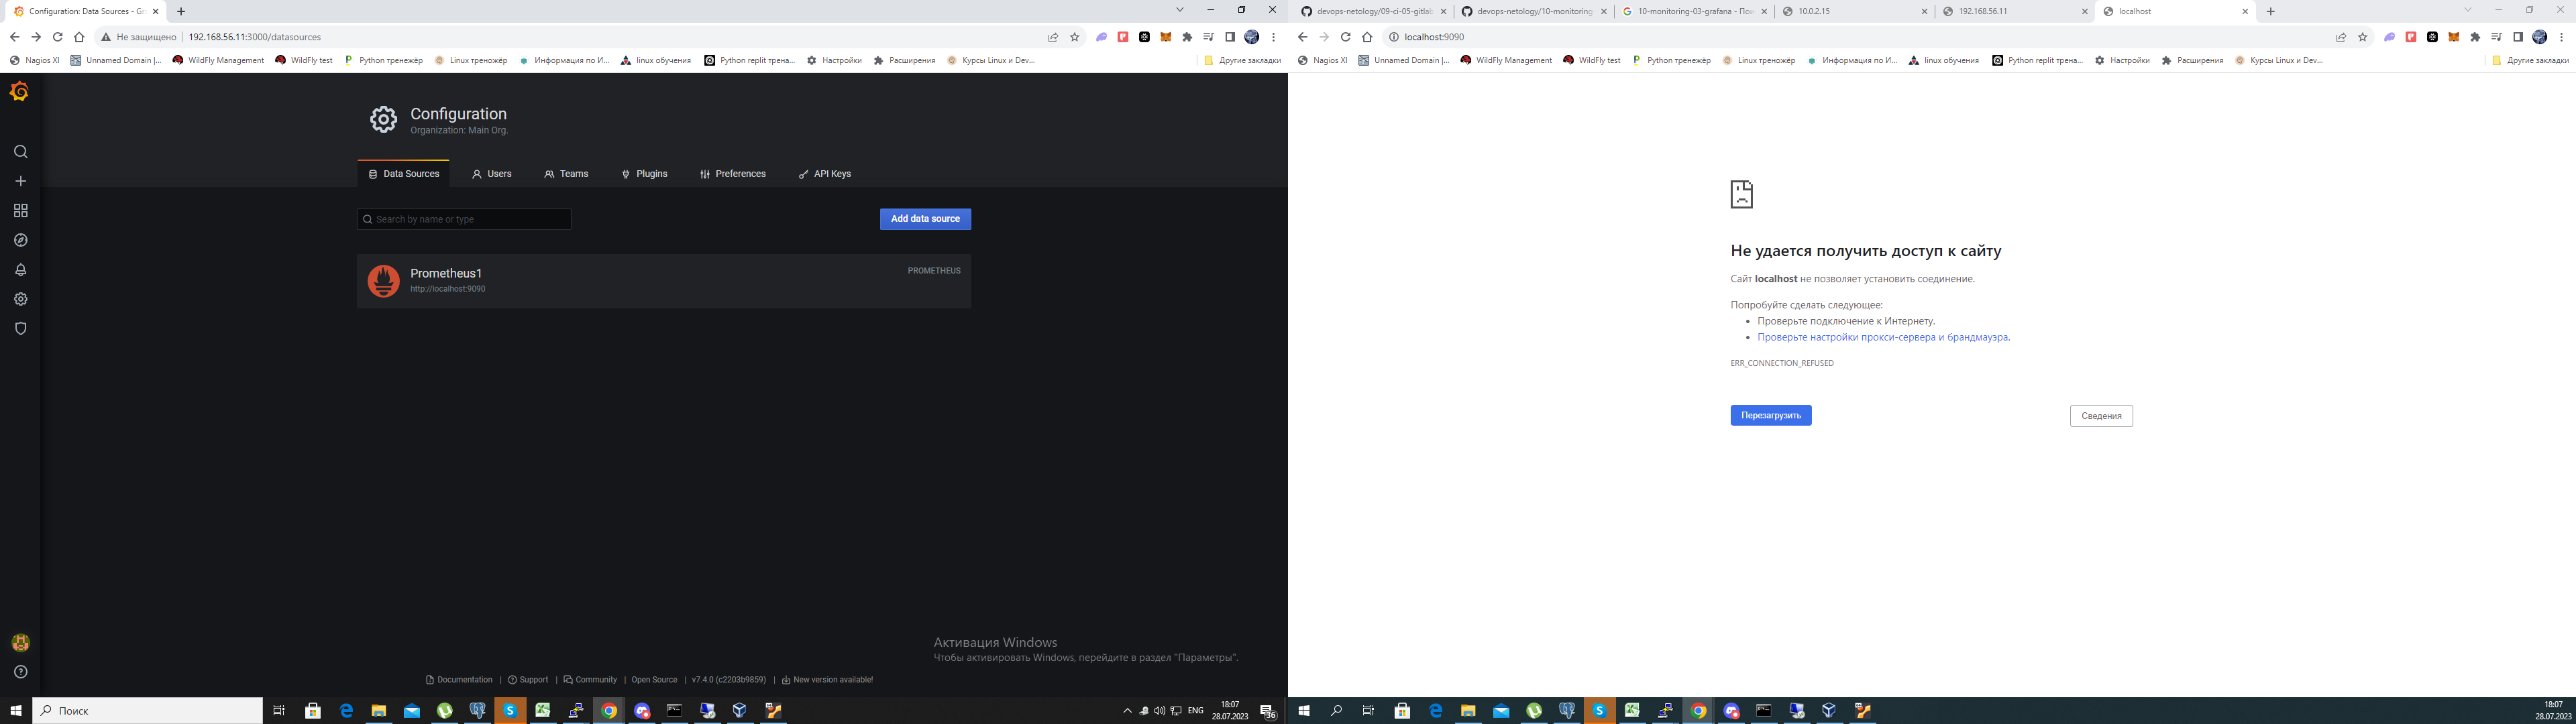 Configuration: Data Sources - Gr
Не защищено
192.168.56.11:3000/datasources
Nagios XI
Unnamed Domain |...
WildFly Management
WildFly test
Python тренежёр
Linux треножёр
Информация по И...
linux обучения
Python replit трена...
Настройки
Расширения
Курсы Linux и Dev...
Другие закладки
Configuration
Organization: Main Org.
Data Sources
Users
Teams
Plugins
Preferences
API Keys
Search by name or type
Add data source
Prometheus1
PROMETHEUS
http://localhost:9090
Активация Windows
Чтобы активировать Windows, перейдите в раздел "Параметры".
Documentation | Support | Community | Open Source | v7.4.0 (c2203b9859) | New version available!
Поиск
ENG
18:07
28.07.2023
36
devops-netology/09-ci-05-gitlab
devops-netology/10-monitoring
10-monitoring-03-grafana - Пои
10.0.2.15
192.168.56.11
localhost
localhost:9090
Nagios XI
Unnamed Domain |...
WildFly Management
WildFly test
Python тренежёр
Linux треножёр
Информация по И...
linux обучения
Python replit трена...
Настройки
Расширения
Курсы Linux и Dev...
Другие закладки
Не удается получить доступ к сайту
Сайт localhost не позволяет установить соединение.
Попробуйте сделать следующее:
Проверьте подключение к Интернету.
Проверьте настройки прокси-сервера и брандмауэра.
ERR_CONNECTION_REFUSED
Перезагрузить
Сведения
18:07
28.07.2023